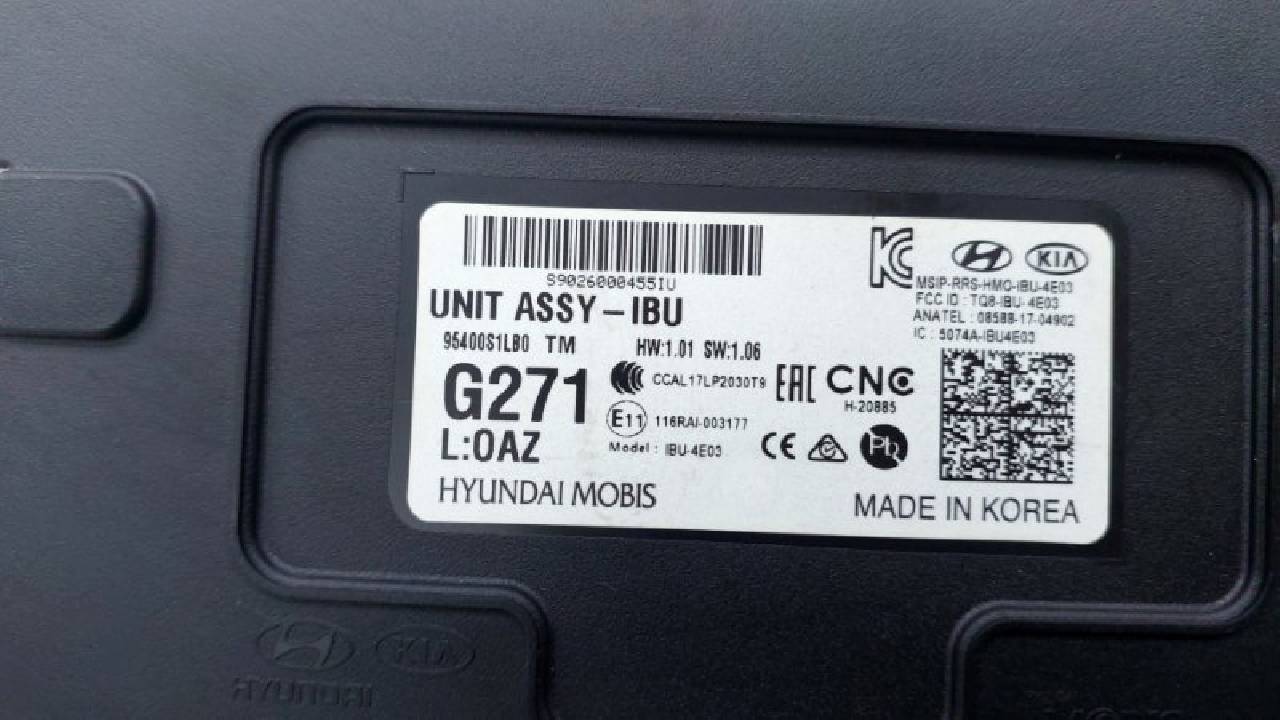 S9026000455IU
UNIT ASSY-IBU
95400S1LB0 TM HW:1.01 SW:1.06
G271
L:OAZ
HYUNDAI MOBIS
CCAL17LP2030T9
E11 116RAI-003177
Model : IBU-4E03
EAC CNC
H-20885
CE Pb
KC
KIA
MSIP-RRS-HMO-IBU-4E03
FCC ID : TQ8-IBU-4E03
ANATEL : 08588-17-04902
IC : 5074A-IBU4E03
MADE IN KOREA
KIA
HYUNDAI